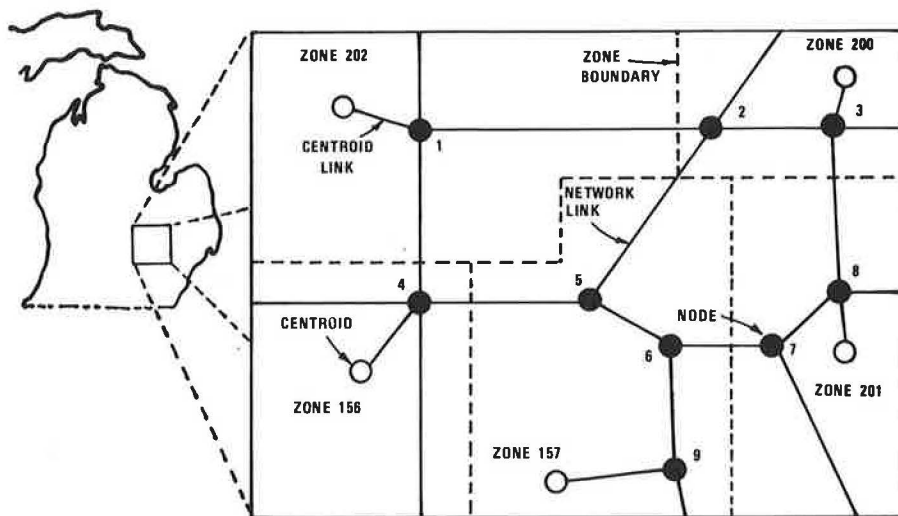 ZONE 202
ZONE
BOUNDARY
ZONE 200
2
3
1
CENTROID
LINK
NETWORK
LINK
4
5
8
CENTROID
NODE
6
7
ZONE 156
ZONE 201
ZONE 157
9